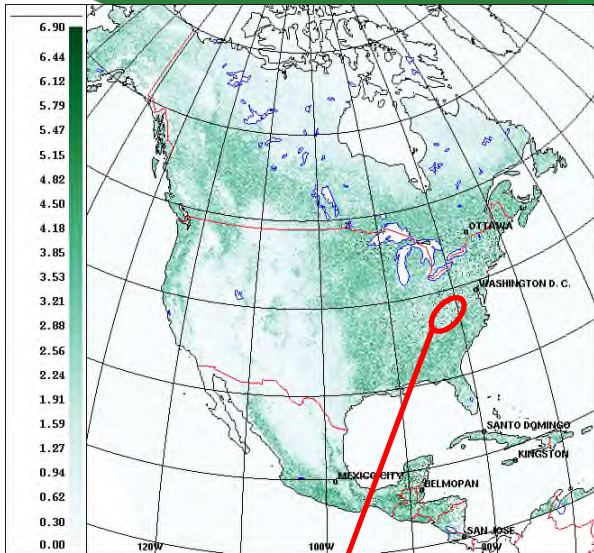 6.90
6.44
6.12
5.79
5.47
5.15
4.82
4.50
4.18
3.85
3.53
3.21
2.88
2.56
2.24
1.91
1.59
1.27
0.94
0.62
0.30
0.00
OTTAWA
WASHINGTON D. C.
SANTO DOMINGO
KINGSTON
MEXICO CITY
BELMOPAN
SAN JOSE
120W
100W
80W